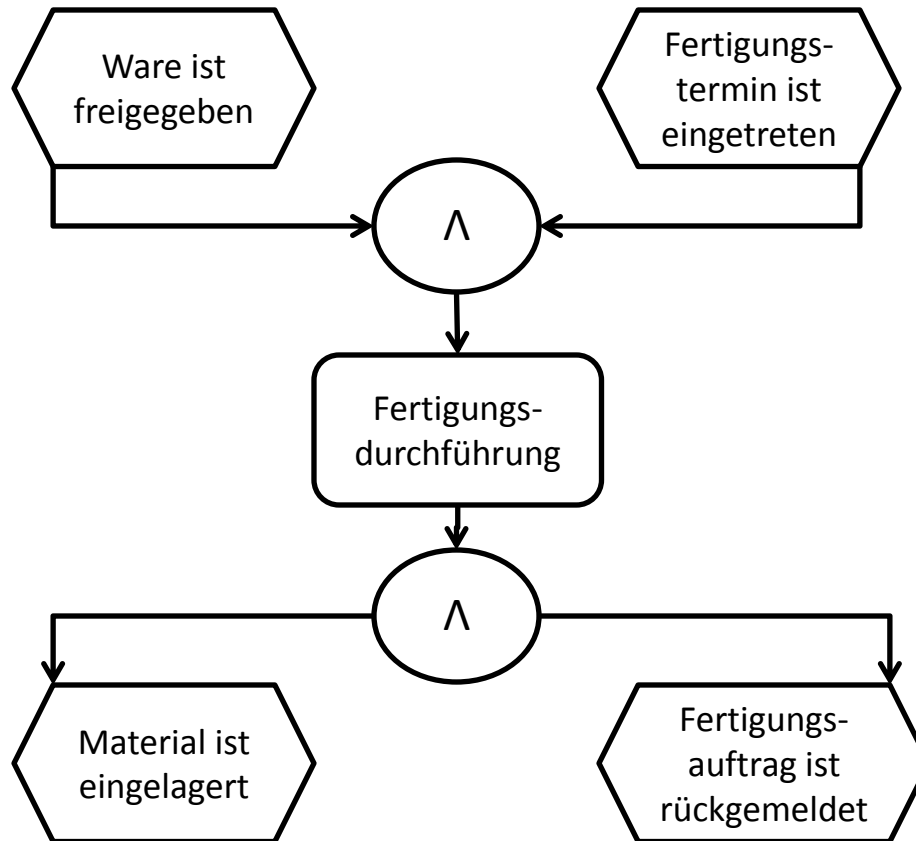 Ware ist
freigegeben
Fertigungs-
termin ist
eingetreten
Λ
Fertigungs-
durchführung
Λ
Material ist
eingelagert
Fertigungs-
auftrag ist
rückgemeldet